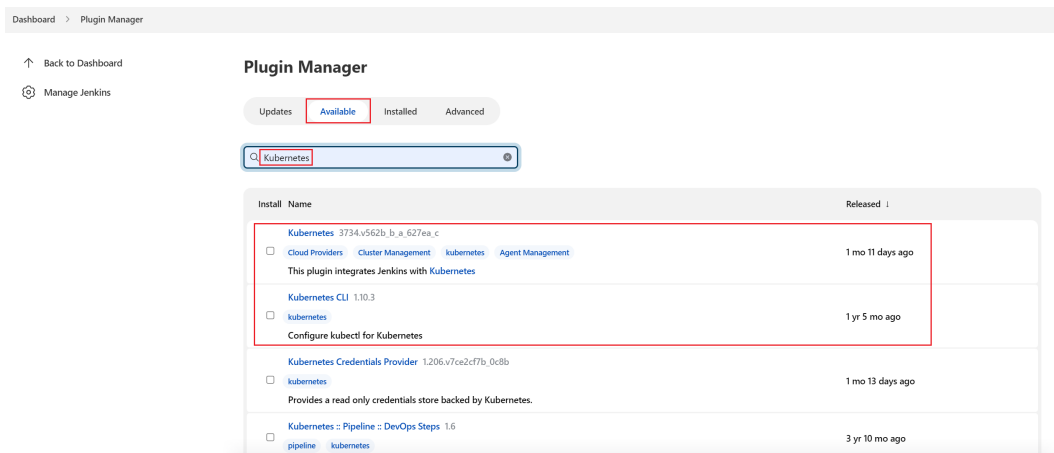 Dashboard > Plugin Manager
Back to Dashboard
Manage Jenkins
Plugin Manager
Updates Available Installed Advanced
Kubernetes
Install Name Released ↓
Kubernetes 3734.v562b_b_a_627ea_c
Cloud Providers Cluster Management kubernetes Agent Management
1 mo 11 days ago
This plugin integrates Jenkins with Kubernetes
Kubernetes CLI 1.10.3
kubernetes
1 yr 5 mo ago
Configure kubectl for Kubernetes
Kubernetes Credentials Provider 1.206.v7ce2cf7b_0c8b
kubernetes
1 mo 13 days ago
Provides a read only credentials store backed by Kubernetes.
Kubernetes :: Pipeline :: DevOps Steps 1.6
3 yr 10 mo ago
pipeline kubernetes